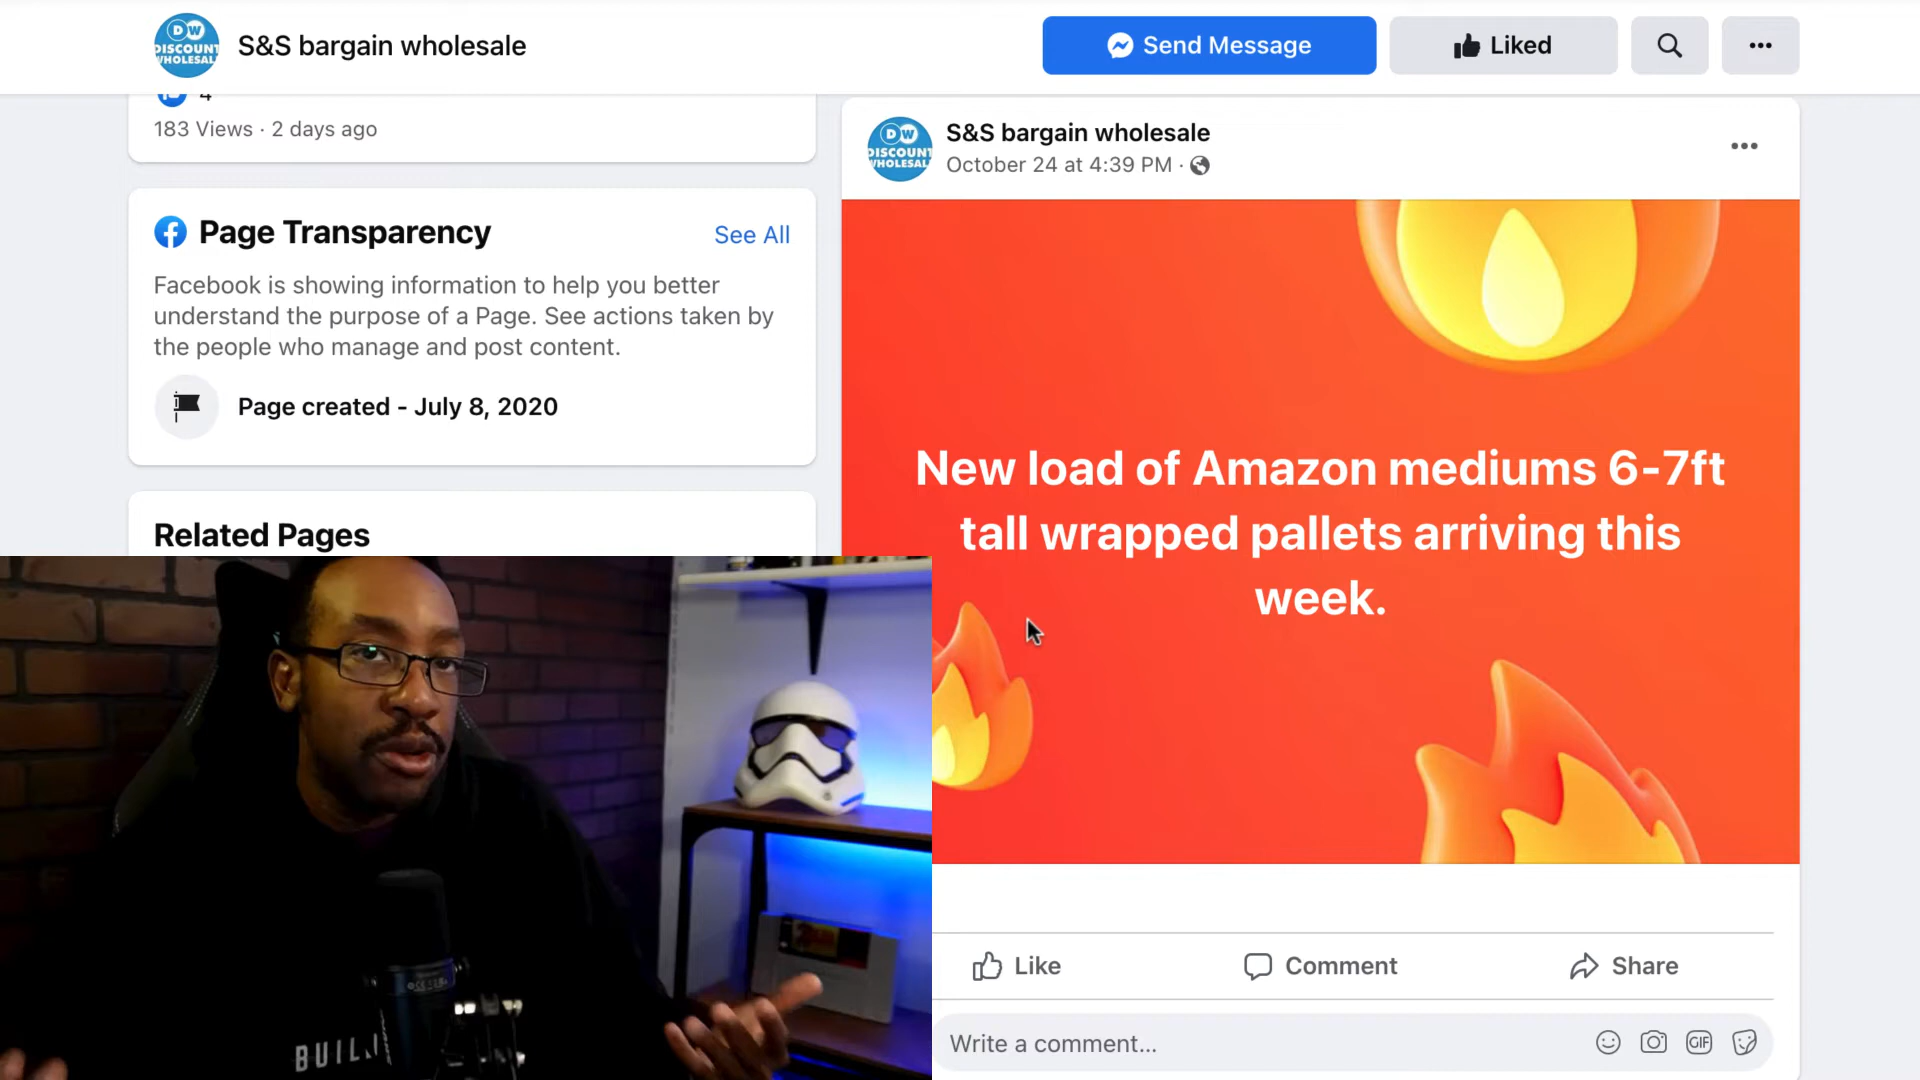 DW
DISCOUNT
WHOLESALE
S&S bargain wholesale
Send Message
Liked
4
183 Views · 2 days ago
Page Transparency
See All
Facebook is showing information to help you better
understand the purpose of a Page. See actions taken by
the people who manage and post content.
Page created - July 8, 2020
Related Pages
DW
DISCOUNT
WHOLESALE
S&S bargain wholesale
October 24 at 4:39 PM ·
New load of Amazon mediums 6-7ft
tall wrapped pallets arriving this
week.
Like
Comment
Share
Write a comment...
GIF
BUIL